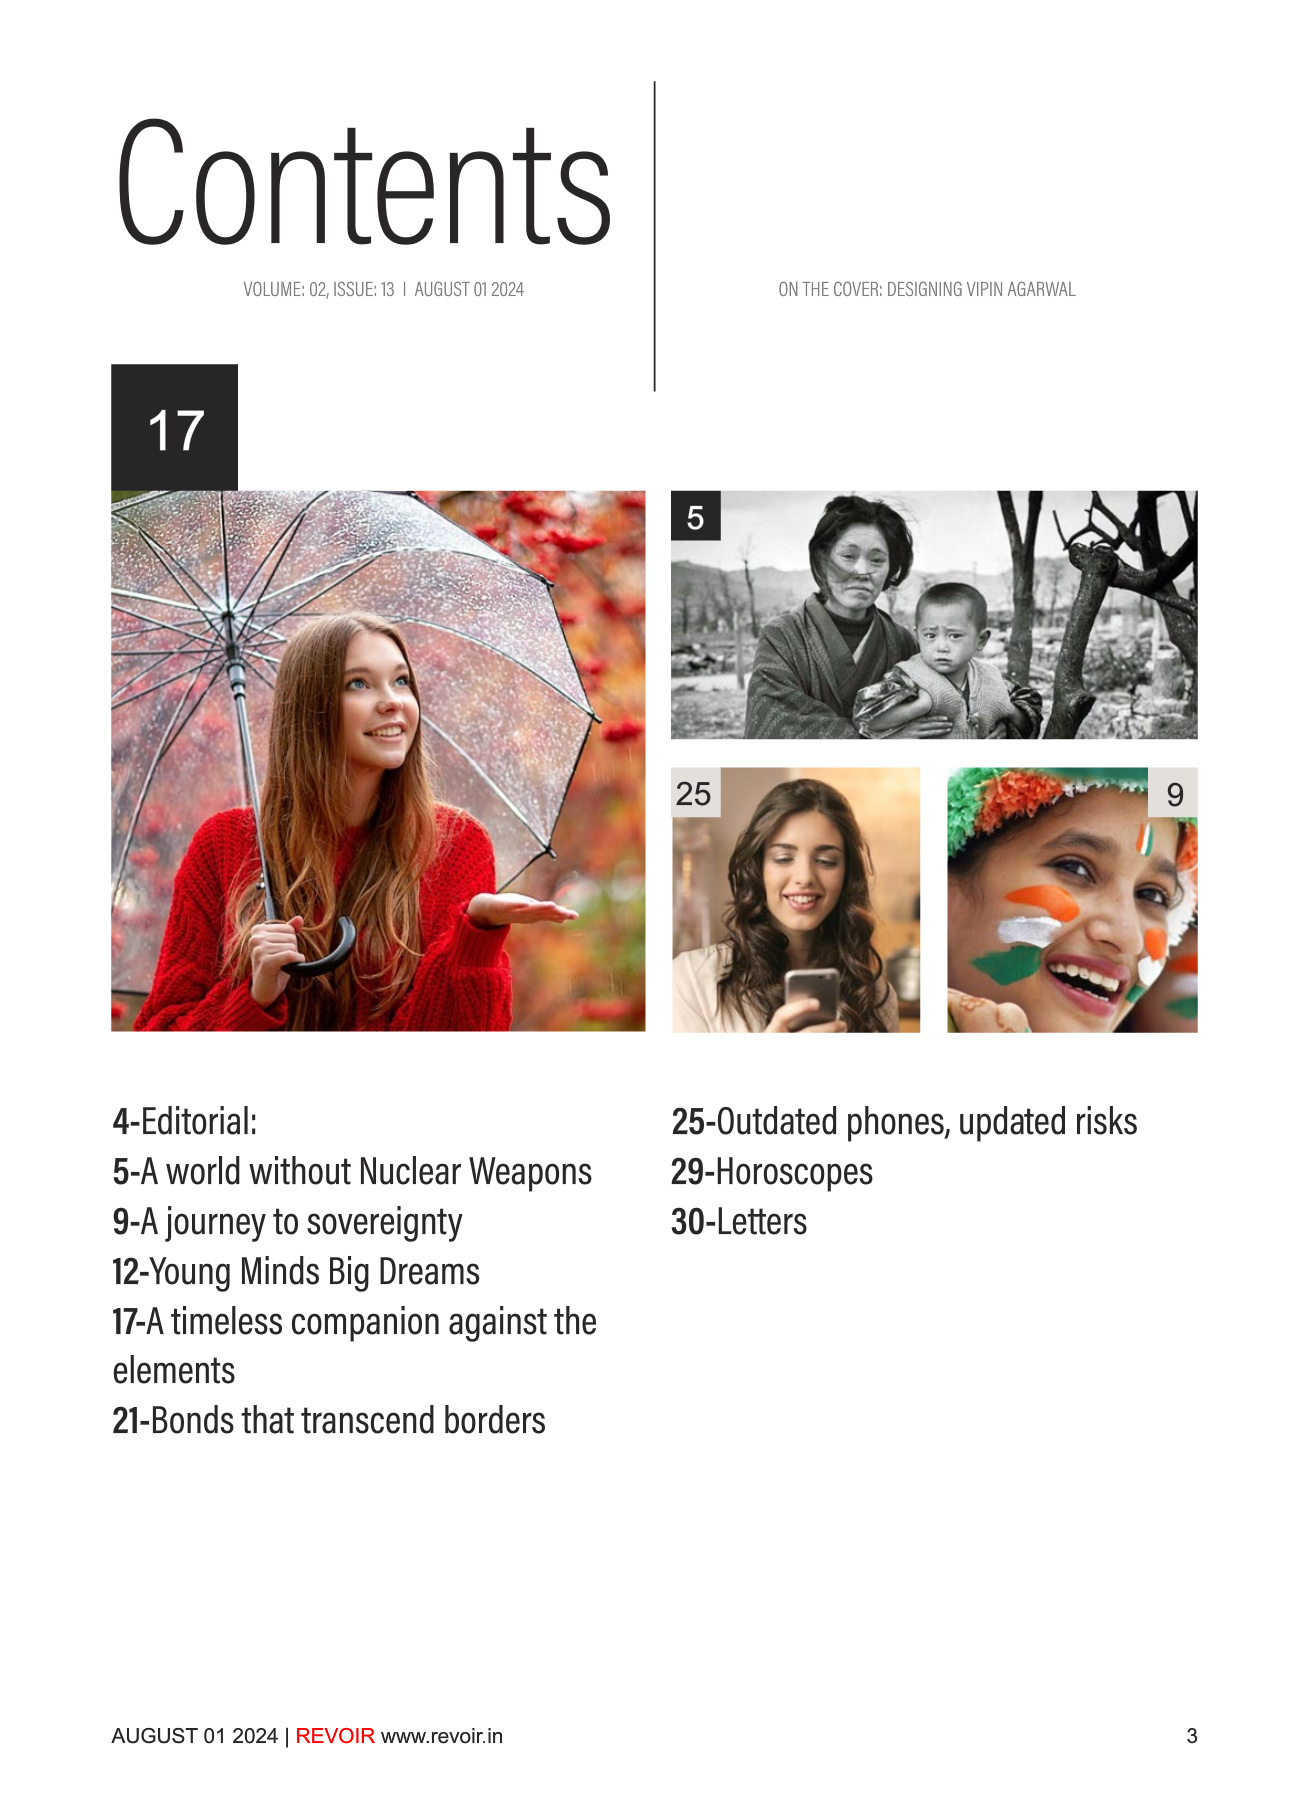 Contents
VOLUME: 02, ISSUE: 13 | AUGUST 01 2024
ON THE COVER: DESIGNING VIPIN AGARWAL
17
5
25
9
4-Editorial:
5-A world without Nuclear Weapons
9-A journey to sovereignty
12-Young Minds Big Dreams
17-A timeless companion against the
elements
21-Bonds that transcend borders
25-Outdated phones, updated risks
29-Horoscopes
30-Letters
AUGUST 01 2024 | REVOIR www.revoir.in
3